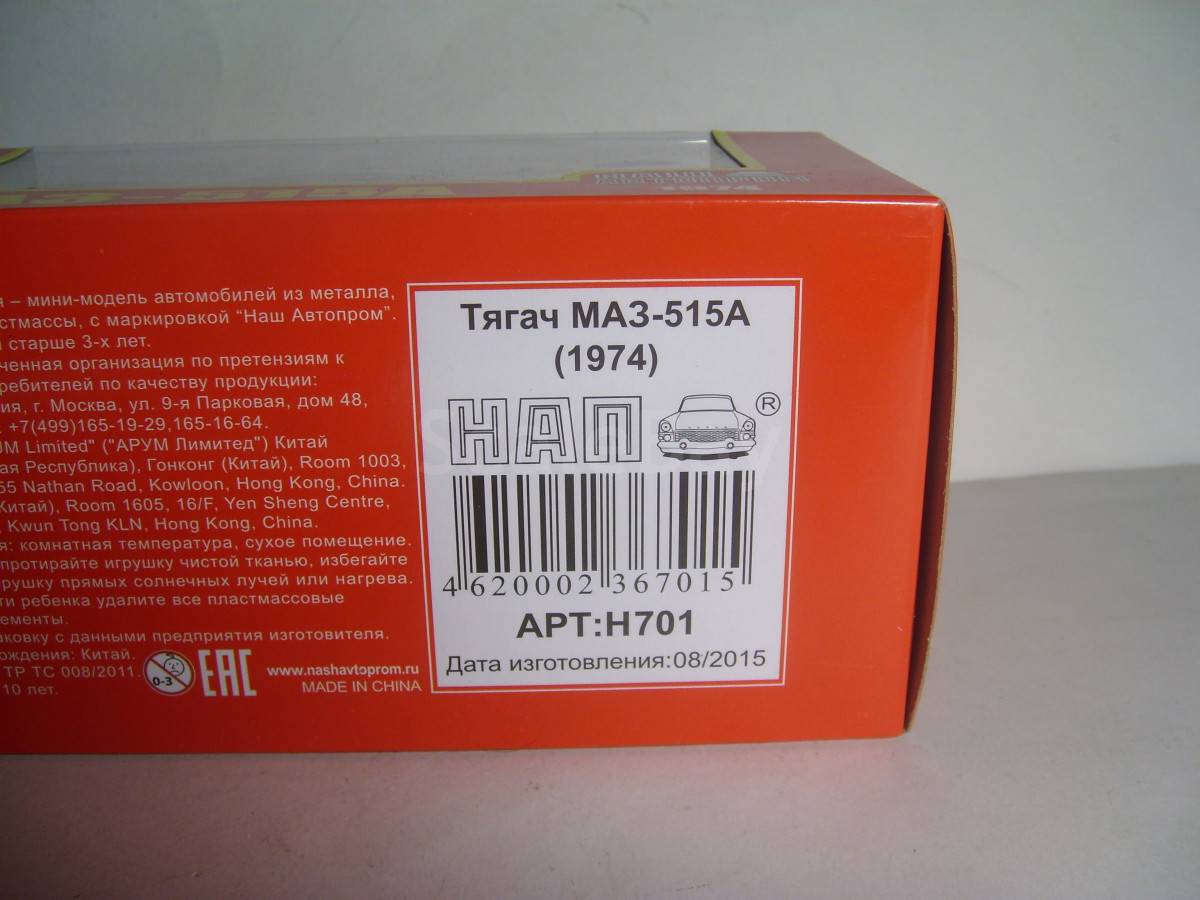 я – мини-модель автомобилей из металла,
стмассы, с маркировкой “Наш Автопром”.
старше 3-х лет.
ченная организация по претензиям к
ребителей по качеству продукции:
ия, г. Москва, ул. 9-я Парковая, дом 48,
. +7(499)165-19-29,165-16-64.
UM Limited" ("АРУМ Лимитед") Китай
ая Республика), Гонконг (Китай), Room 1003,
55 Nathan Road, Kowloon, Hong Kong, China.
Китай), Room 1605, 16/F, Yen Sheng Centre,
, Kwun Tong KLN, Hong Kong, China.
я: комнатная температура, сухое помещение.
протирайте игрушку чистой тканью, избегайте
рушку прямых солнечных лучей или нагрева.
ти ребенка удалите все пластмассовые
ементы.
аковку с данными предприятия изготовителя.
ождения: Китай.
ТР ТС 008/2011.
10 лет.
0-3
EAC
www.nashavtoprom.ru
MADE IN CHINA
Тягач МАЗ-515А
(1974)
НАП ®
4 620002 367015
АРТ:Н701
Дата изготовления:08/2015